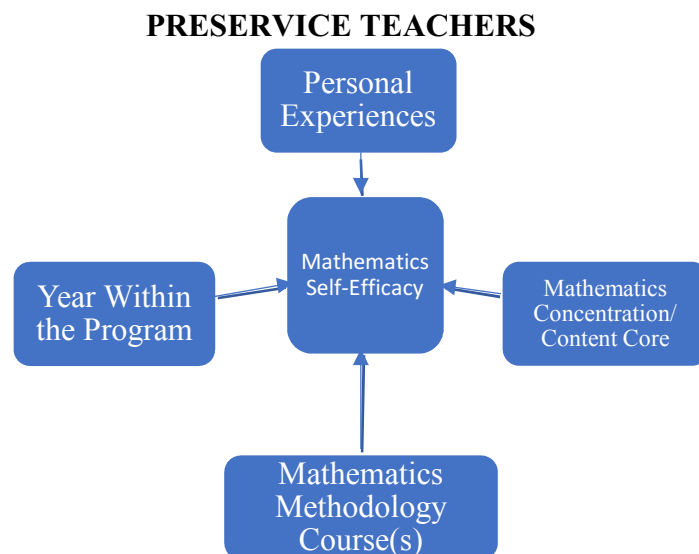 PRESERVICE TEACHERS
Personal
Experiences
Mathematics
Self-Efficacy
Year Within
the Program
Mathematics
Concentration/
Content Core
Mathematics
Methodology
Course(s)